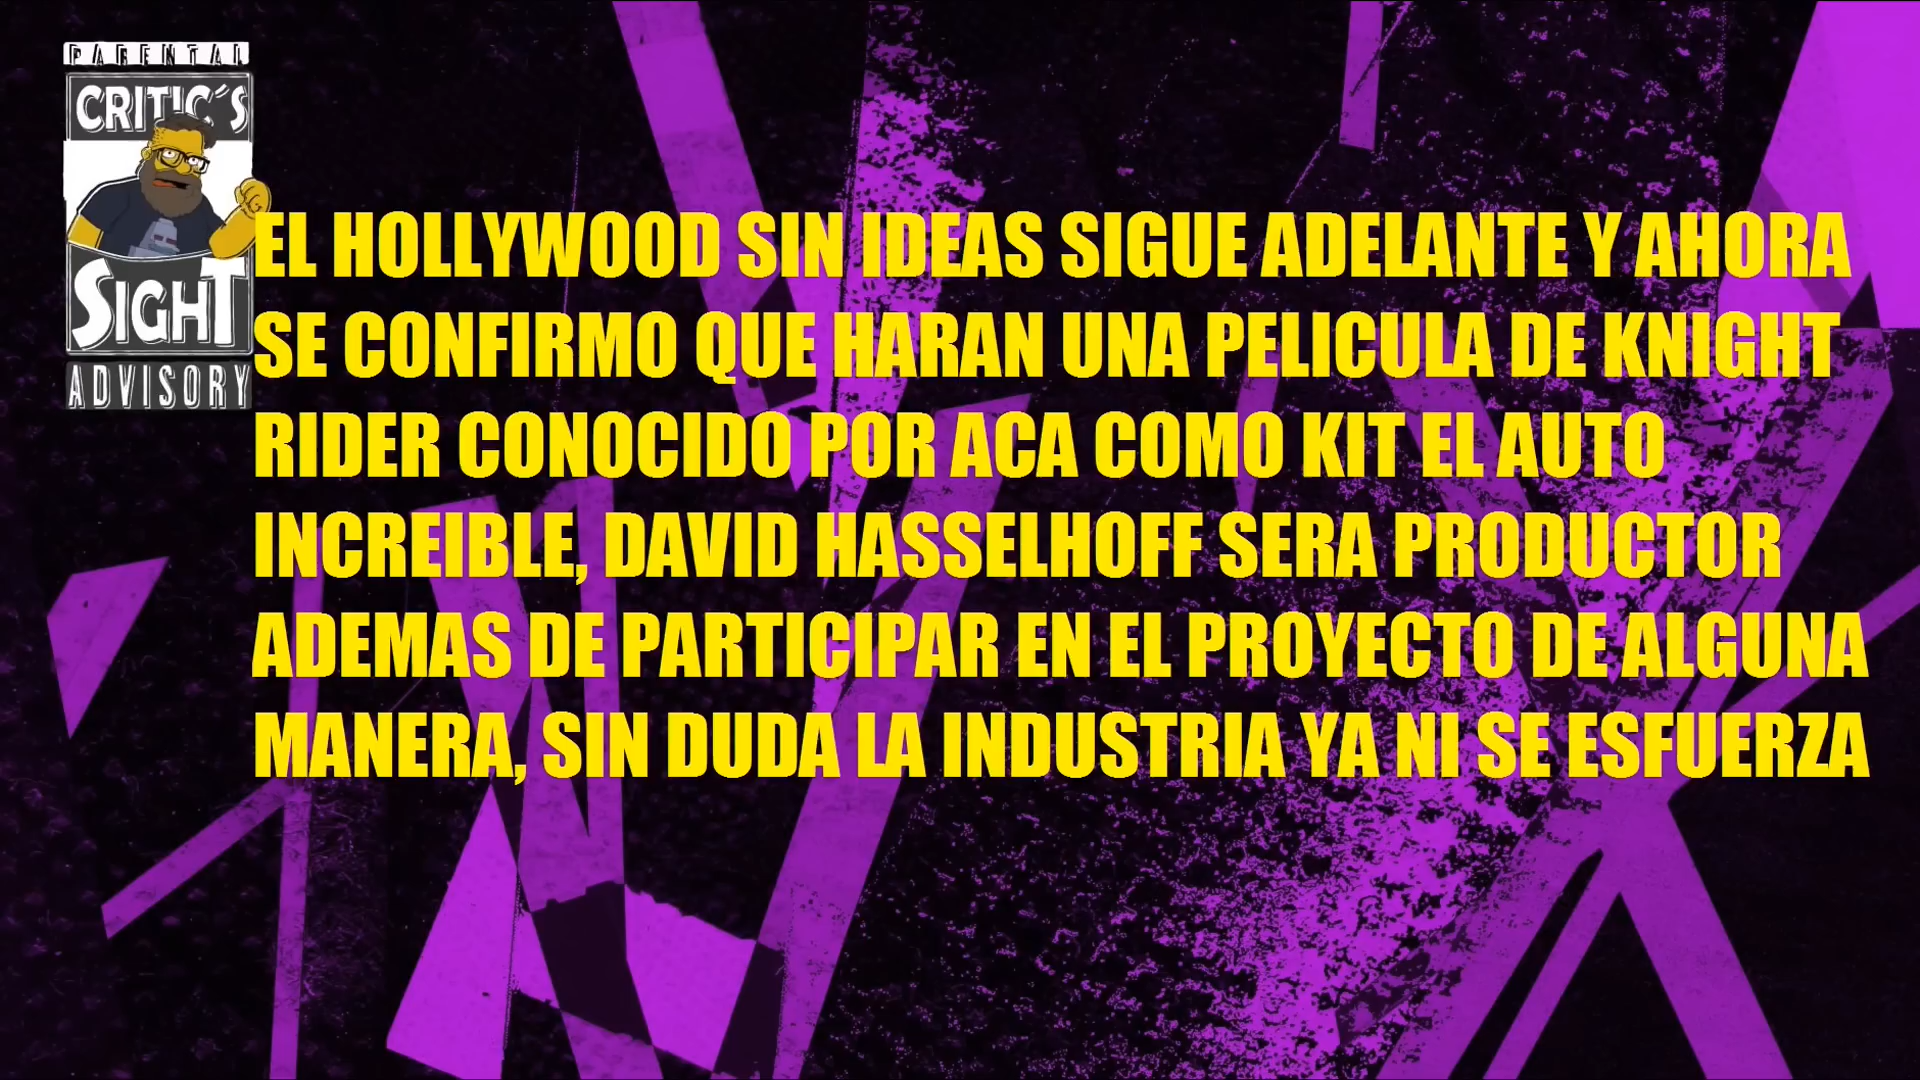 PARENTAL
CRITIC´S
SIGHT
ADVISORY
EL HOLLYWOOD SIN IDEAS SIGUE ADELANTE Y AHORA
SE CONFIRMO QUE HARAN UNA PELICULA DE KNIGHT
RIDER CONOCIDO POR ACA COMO KIT EL AUTO
INCREIBLE, DAVID HASSELHOFF SERA PRODUCTOR
ADEMAS DE PARTICIPAR EN EL PROYECTO DE ALGUNA
MANERA, SIN DUDA LA INDUSTRIA YA NI SE ESFUERZA